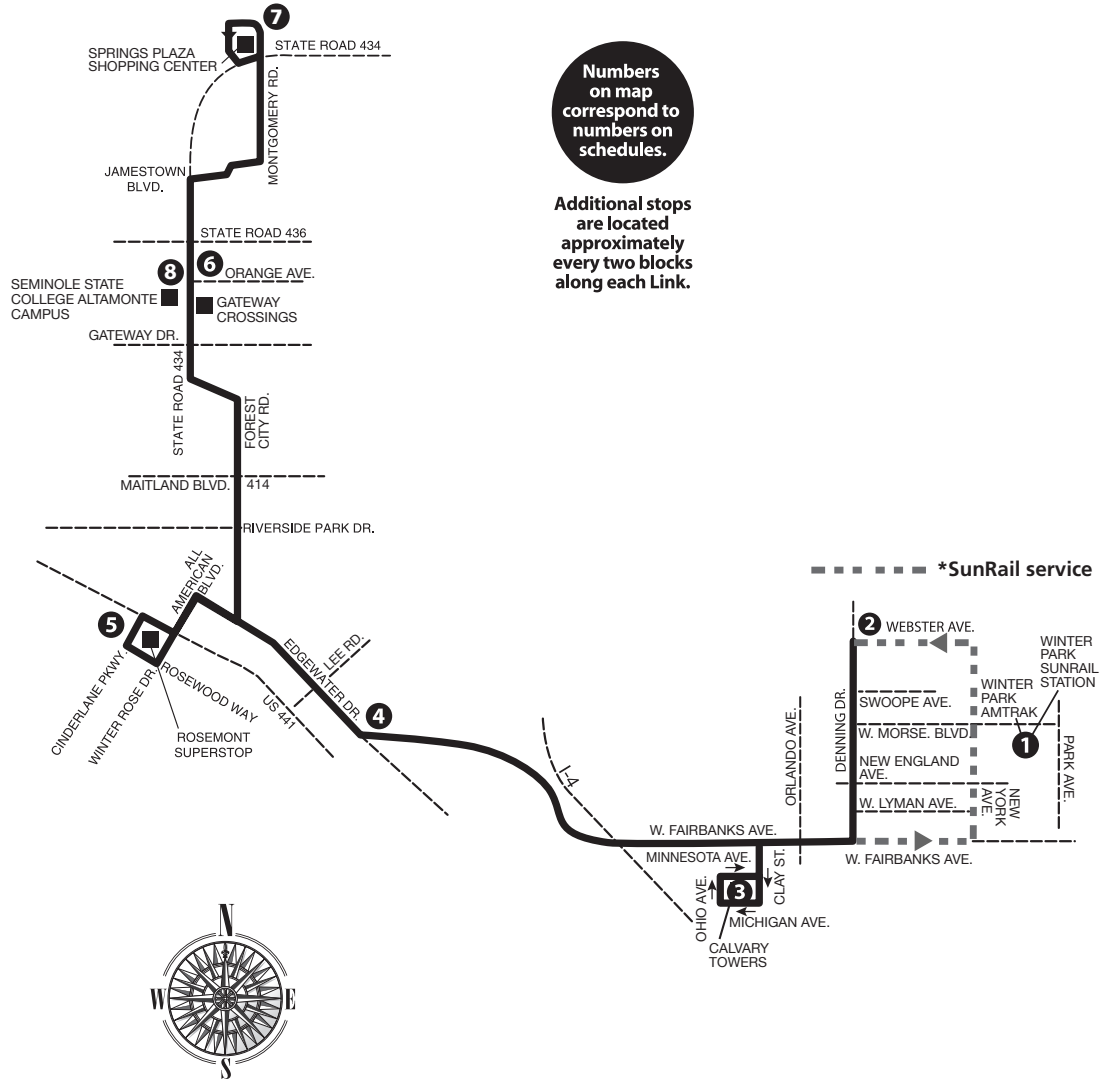 7
STATE ROAD 434
SPRINGS PLAZA
SHOPPING CENTER
MONTGOMERY RD.
Numbers
on map
correspond to
numbers on
schedules.
Additional stops
are located
approximately
every two blocks
along each Link.
JAMESTOWN
BLVD.
STATE ROAD 436
8
6
ORANGE AVE.
SEMINOLE STATE
COLLEGE ALTAMONTE
CAMPUS
GATEWAY
CROSSINGS
GATEWAY DR.
STATE ROAD 434
FOREST
CITY RD.
MAITLAND BLVD.
414
RIVERSIDE PARK DR.
ALL
AMERICAN
BLVD.
5
CINDERLANE PKWY.
WINTER ROSE DR.
ROSEWOOD WAY
ROSEMONT
SUPERSTOP
US 441
EDGEWATER DR.
LEE RD.
4
*SunRail service
2
WEBSTER AVE.
WINTER
PARK
SUNRAIL
STATION
WINTER
PARK
AMTRAK
1
SWOOPE AVE.
W. MORSE. BLVD.
DENNING DR.
ORLANDO AVE.
NEW ENGLAND
AVE.
NEW
YORK
AVE.
PARK AVE.
W. LYMAN AVE.
I-4
W. FAIRBANKS AVE.
W. FAIRBANKS AVE.
MINNESOTA AVE.
CLAY ST.
OHIO AVE.
3
MICHIGAN AVE.
CALVARY
TOWERS
N
W
E
S